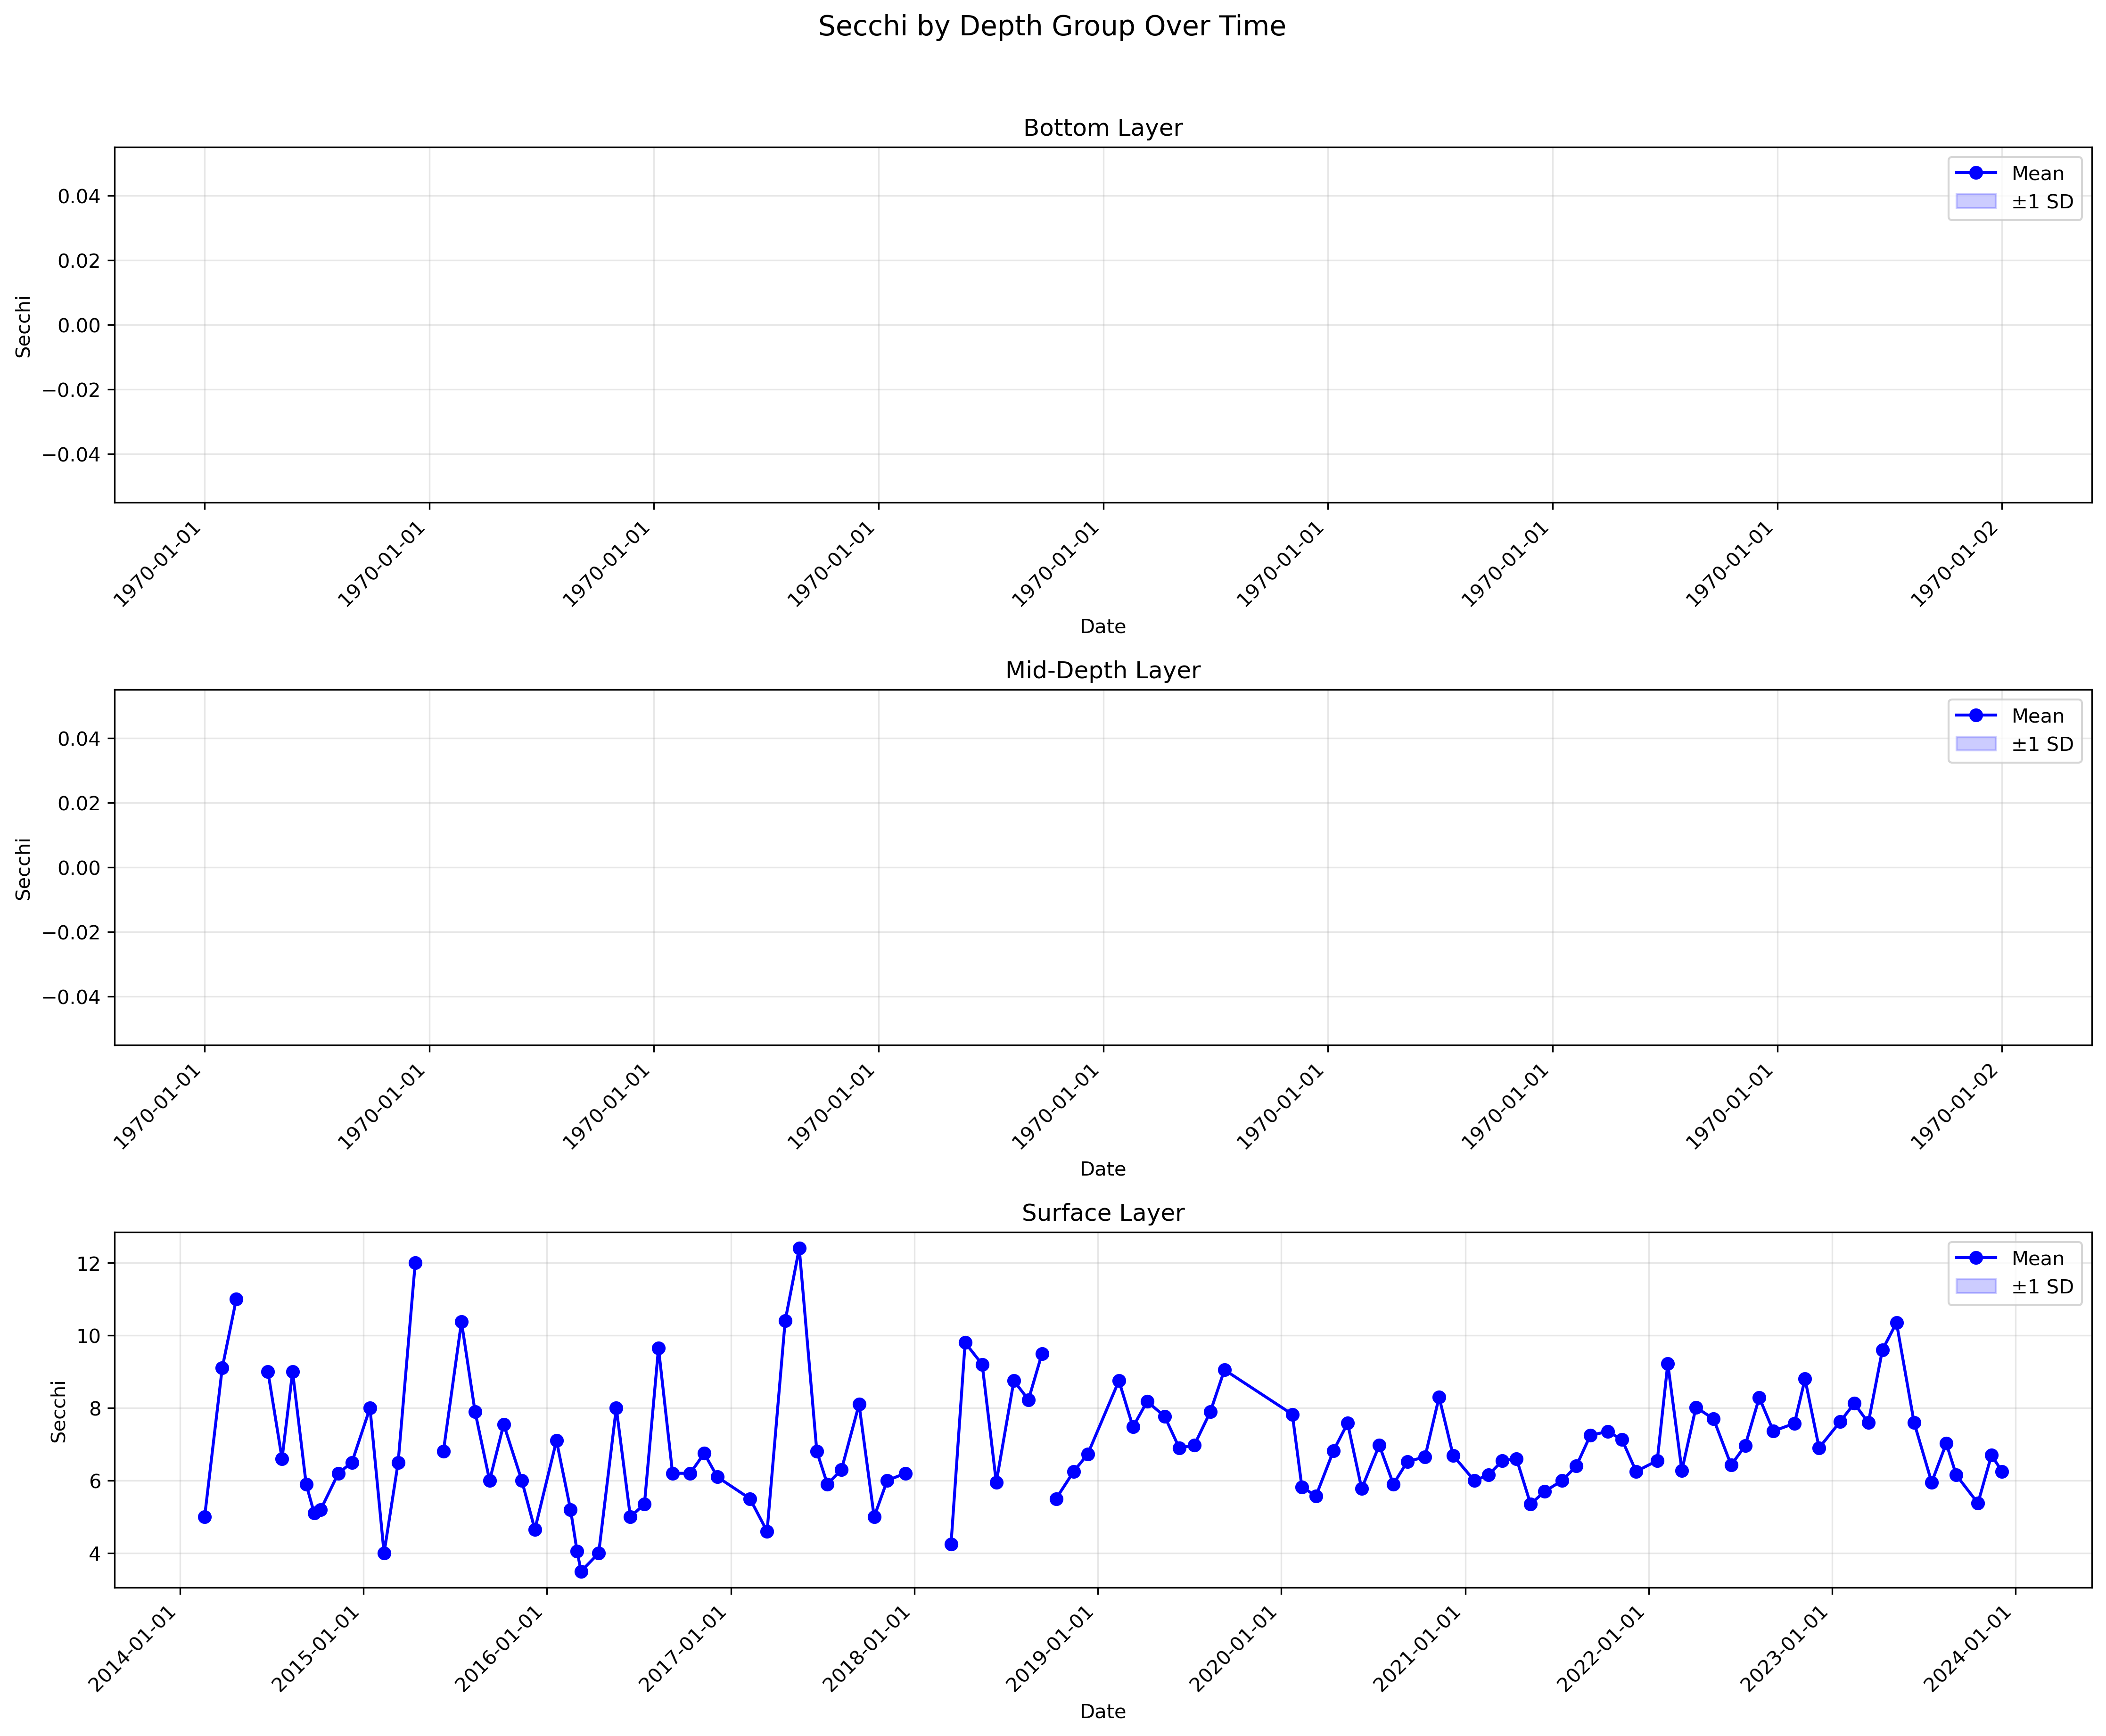 Secchi by Depth Group Over Time
Bottom Layer
Mean
±1 SD
0.04
0.02
0.00
−0.02
−0.04
Secchi
1970-01-01
1970-01-01
1970-01-01
1970-01-01
1970-01-01
1970-01-01
1970-01-01
1970-01-01
1970-01-02
Date
Mid-Depth Layer
Mean
±1 SD
0.04
0.02
0.00
−0.02
−0.04
Secchi
1970-01-01
1970-01-01
1970-01-01
1970-01-01
1970-01-01
1970-01-01
1970-01-01
1970-01-01
1970-01-02
Date
Surface Layer
Mean
±1 SD
12
10
8
6
4
Secchi
2014-01-01
2015-01-01
2016-01-01
2017-01-01
2018-01-01
2019-01-01
2020-01-01
2021-01-01
2022-01-01
2023-01-01
2024-01-01
Date